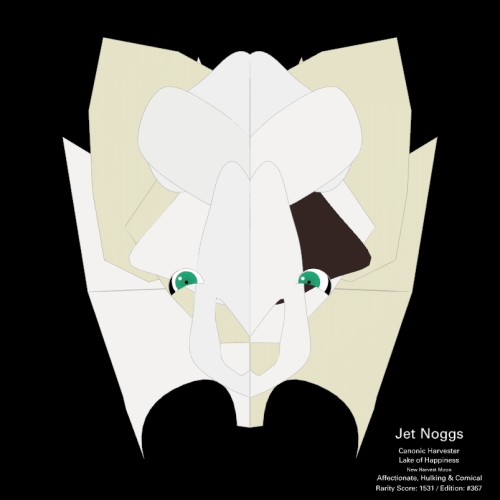 Jet Noggs
Canonic Harvester
Lake of Happiness
New Harvest Moon
Affectionate, Hulking & Comical
Rarity Score: 1531 / Edition: #367